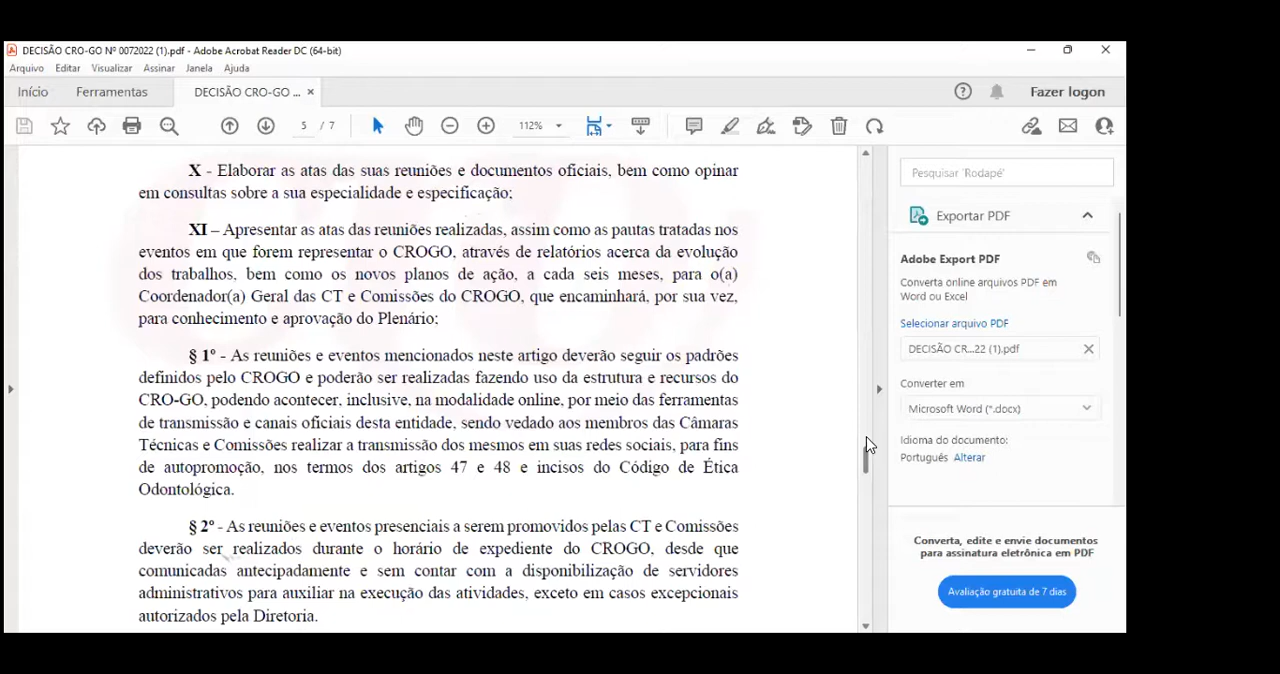 DECISÃO CRO-GO Nº 0072022 (1).pdf - Adobe Acrobat Reader DC (64-bit)
Arquivo Editar Visualizar Assinar Janela Ajuda
Início Ferramentas DECISÃO CRO-GO ... × Fazer logon
5 / 7 112%
X - Elaborar as atas das suas reuniões e documentos oficiais, bem como opinar
em consultas sobre a sua especialidade e especificação;
XI – Apresentar as atas das reuniões realizadas, assim como as pautas tratadas nos
eventos em que forem representar o CROGO, através de relatórios acerca da evolução
dos trabalhos, bem como os novos planos de ação, a cada seis meses, para o(a)
Coordenador(a) Geral das CT e Comissões do CROGO, que encaminhará, por sua vez,
para conhecimento e aprovação do Plenário;
§ 1º - As reuniões e eventos mencionados neste artigo deverão seguir os padrões
definidos pelo CROGO e poderão ser realizadas fazendo uso da estrutura e recursos do
CRO-GO, podendo acontecer, inclusive, na modalidade online, por meio das ferramentas
de transmissão e canais oficiais desta entidade, sendo vedado aos membros das Câmaras
Técnicas e Comissões realizar a transmissão dos mesmos em suas redes sociais, para fins
de autopromoção, nos termos dos artigos 47 e 48 e incisos do Código de Ética
Odontológica.
§ 2º - As reuniões e eventos presenciais a serem promovidos pelas CT e Comissões
deverão ser realizados durante o horário de expediente do CROGO, desde que
comunicadas antecipadamente e sem contar com a disponibilização de servidores
administrativos para auxiliar na execução das atividades, exceto em casos excepcionais
autorizados pela Diretoria.
Pesquisar 'Rodapé'
Exportar PDF
Adobe Export PDF
Converta online arquivos PDF em
Word ou Excel
Selecionar arquivo PDF
DECISÃO CR...22 (1).pdf
Converter em
Microsoft Word (*.docx)
Idioma do documento:
Português Alterar
Converta, edite e envie documentos
para assinatura eletrônica em PDF
Avaliação gratuita de 7 dias